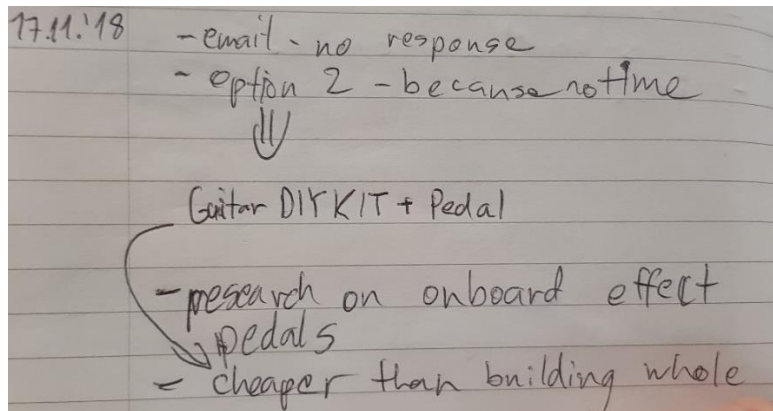 17.11.'18 - email - no response
- option 2 - because no time
Guitar DIY KIT + Pedal
- research on onboard effect
pedals
- cheaper than building whole